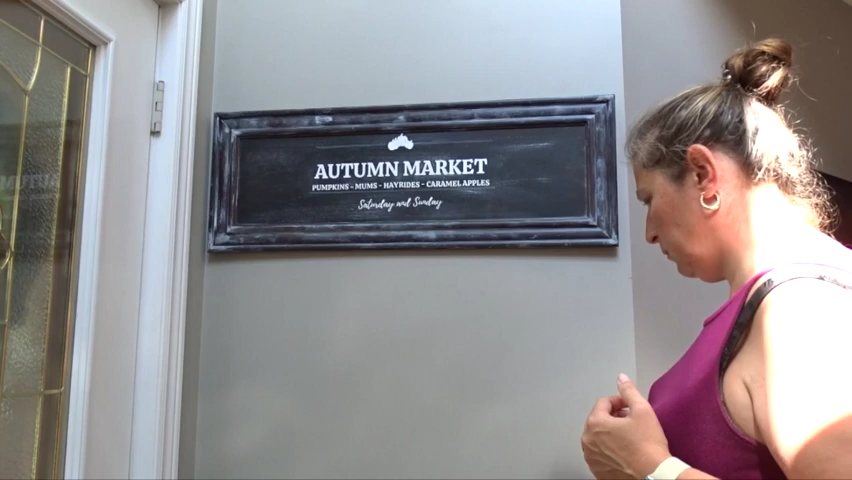 AUTUMN MARKET
PUMPKINS - MUMS - HAYRIDES - CARAMEL APPLES
Saturday and Sunday